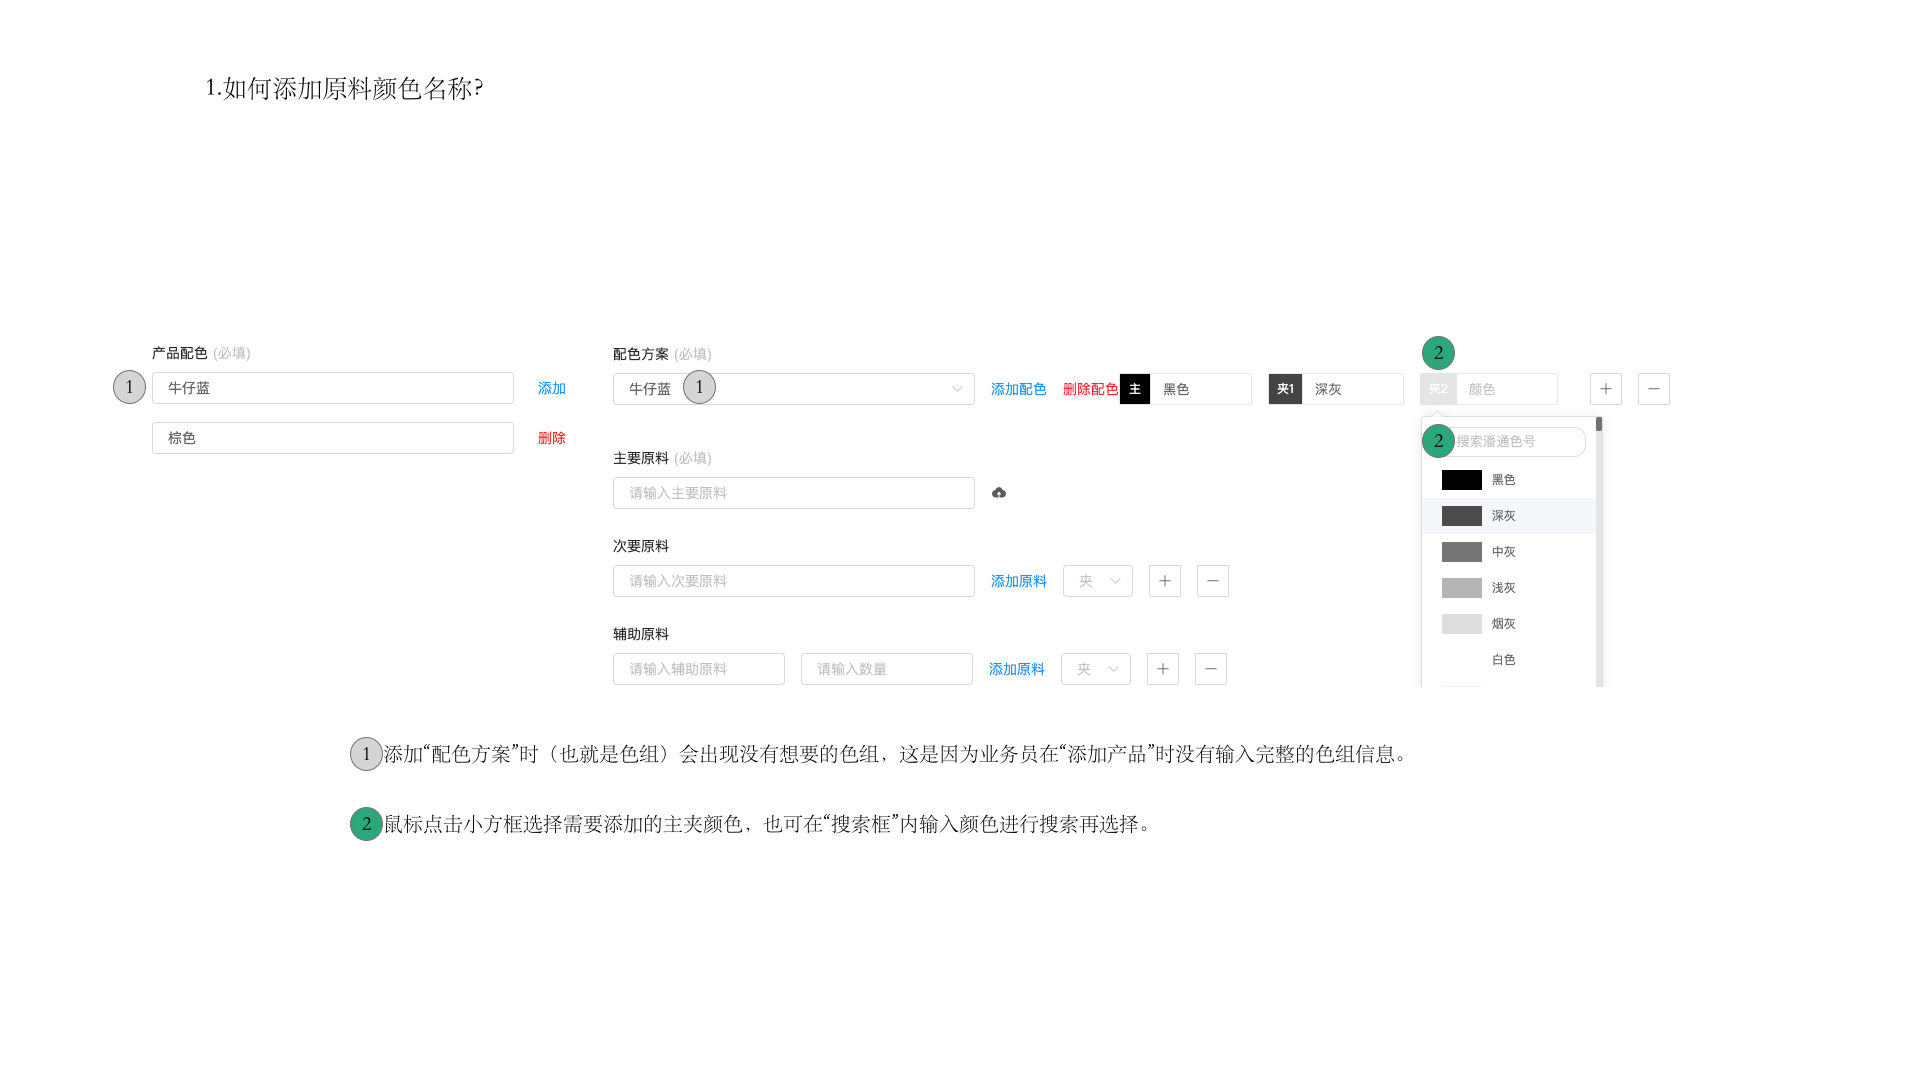 1.如何添加原料颜色名称?
产品配色 (必填)
1 牛仔蓝 添加
棕色 删除
配色方案 (必填)
牛仔蓝 1 添加配色 删除配色 主 黑色 夹1 深灰 夹2 颜色
2
主要原料 (必填)
请输入主要原料
次要原料
请输入次要原料 添加原料 夹
辅助原料
请输入辅助原料 请输入数量 添加原料 夹
2 搜索潘通色号
黑色
深灰
中灰
浅灰
烟灰
白色
1 添加“配色方案”时（也就是色组）会出现没有想要的色组，这是因为业务员在“添加产品”时没有输入完整的色组信息。
2 鼠标点击小方框选择需要添加的主夹颜色，也可在“搜索框”内输入颜色进行搜索再选择。